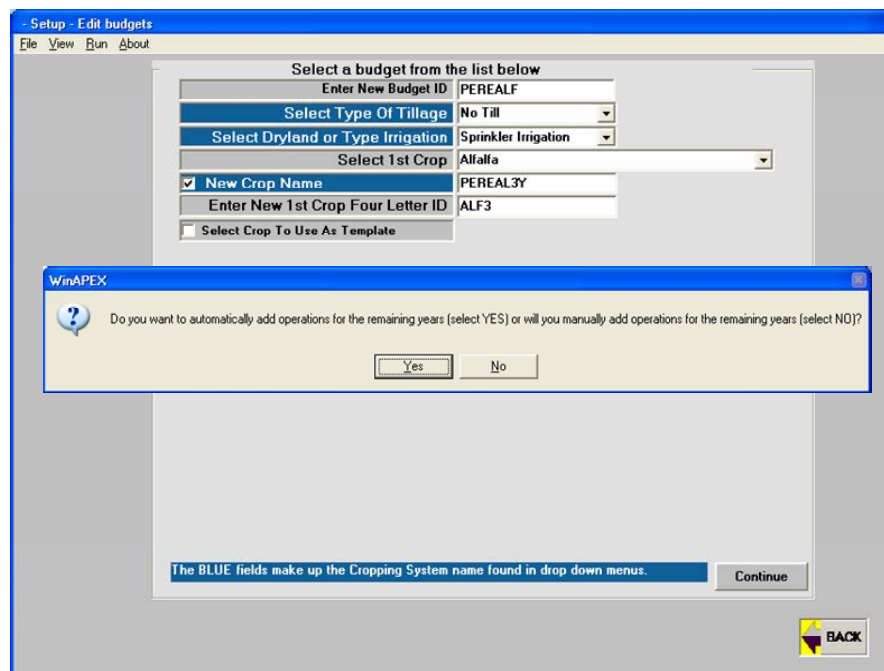 - Setup - Edit budgets
File View Run About
Select a budget from the list below
Enter New Budget ID PEREALF
Select Type Of Tillage No Till
Select Dryland or Type Irrigation Sprinkler Irrigation
Select 1st Crop Alfalfa
New Crop Name PEREAL3Y
Enter New 1st Crop Four Letter ID ALF3
Select Crop To Use As Template
WinAPEX
Do you want to automatically add operations for the remaining years (select YES) or will you manually add operations for the remaining years (select NO)?
Yes No
The BLUE fields make up the Cropping System name found in drop down menus.
Continue
BACK